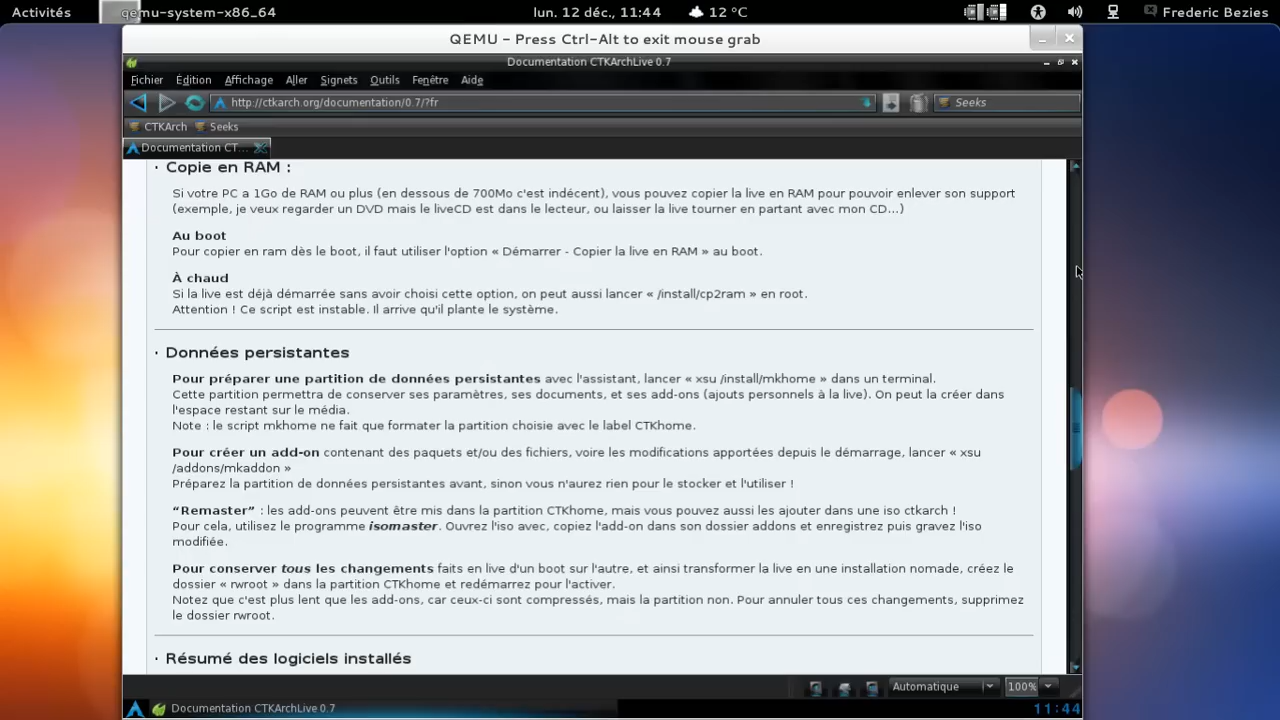 Activités qemu-system-x86_64 lun. 12 déc., 11:44 12 °C Frederic Bezies
QEMU - Press Ctrl-Alt to exit mouse grab
Documentation CTKArchLive 0.7
Fichier Édition Affichage Aller Signets Outils Fenêtre Aide
http://ctkarch.org/documentation/0.7/?fr Seeks
CTKArch Seeks
Documentation CT...
· Copie en RAM :
Si votre PC a 1Go de RAM ou plus (en dessous de 700Mo c'est indécent), vous pouvez copier la live en RAM pour pouvoir enlever son support
(exemple, je veux regarder un DVD mais le liveCD est dans le lecteur, ou laisser la live tourner en partant avec mon CD...)
Au boot
Pour copier en ram dès le boot, il faut utiliser l'option « Démarrer - Copier la live en RAM » au boot.
À chaud
Si la live est déjà démarrée sans avoir choisi cette option, on peut aussi lancer « /install/cp2ram » en root.
Attention ! Ce script est instable. Il arrive qu'il plante le système.
· Données persistantes
Pour préparer une partition de données persistantes avec l'assistant, lancer « xsu /install/mkhome » dans un terminal.
Cette partition permettra de conserver ses paramètres, ses documents, et ses add-ons (ajouts personnels à la live). On peut la créer dans
l'espace restant sur le média.
Note : le script mkhome ne fait que formater la partition choisie avec le label CTKhome.
Pour créer un add-on contenant des paquets et/ou des fichiers, voire les modifications apportées depuis le démarrage, lancer « xsu
/addons/mkaddon »
Préparez la partition de données persistantes avant, sinon vous n'aurez rien pour le stocker et l'utiliser !
“Remaster” : les add-ons peuvent être mis dans la partition CTKhome, mais vous pouvez aussi les ajouter dans une iso ctkarch !
Pour cela, utilisez le programme isomaster. Ouvrez l'iso avec, copiez l'add-on dans son dossier addons et enregistrez puis gravez l'iso
modifiée.
Pour conserver tous les changements faits en live d'un boot sur l'autre, et ainsi transformer la live en une installation nomade, créez le
dossier « rwroot » dans la partition CTKhome et redémarrez pour l'activer.
Notez que c'est plus lent que les add-ons, car ceux-ci sont compressés, mais la partition non. Pour annuler tous ces changements, supprimez
le dossier rwroot.
· Résumé des logiciels installés
Automatique 100%
Documentation CTKArchLive 0.7 11:44